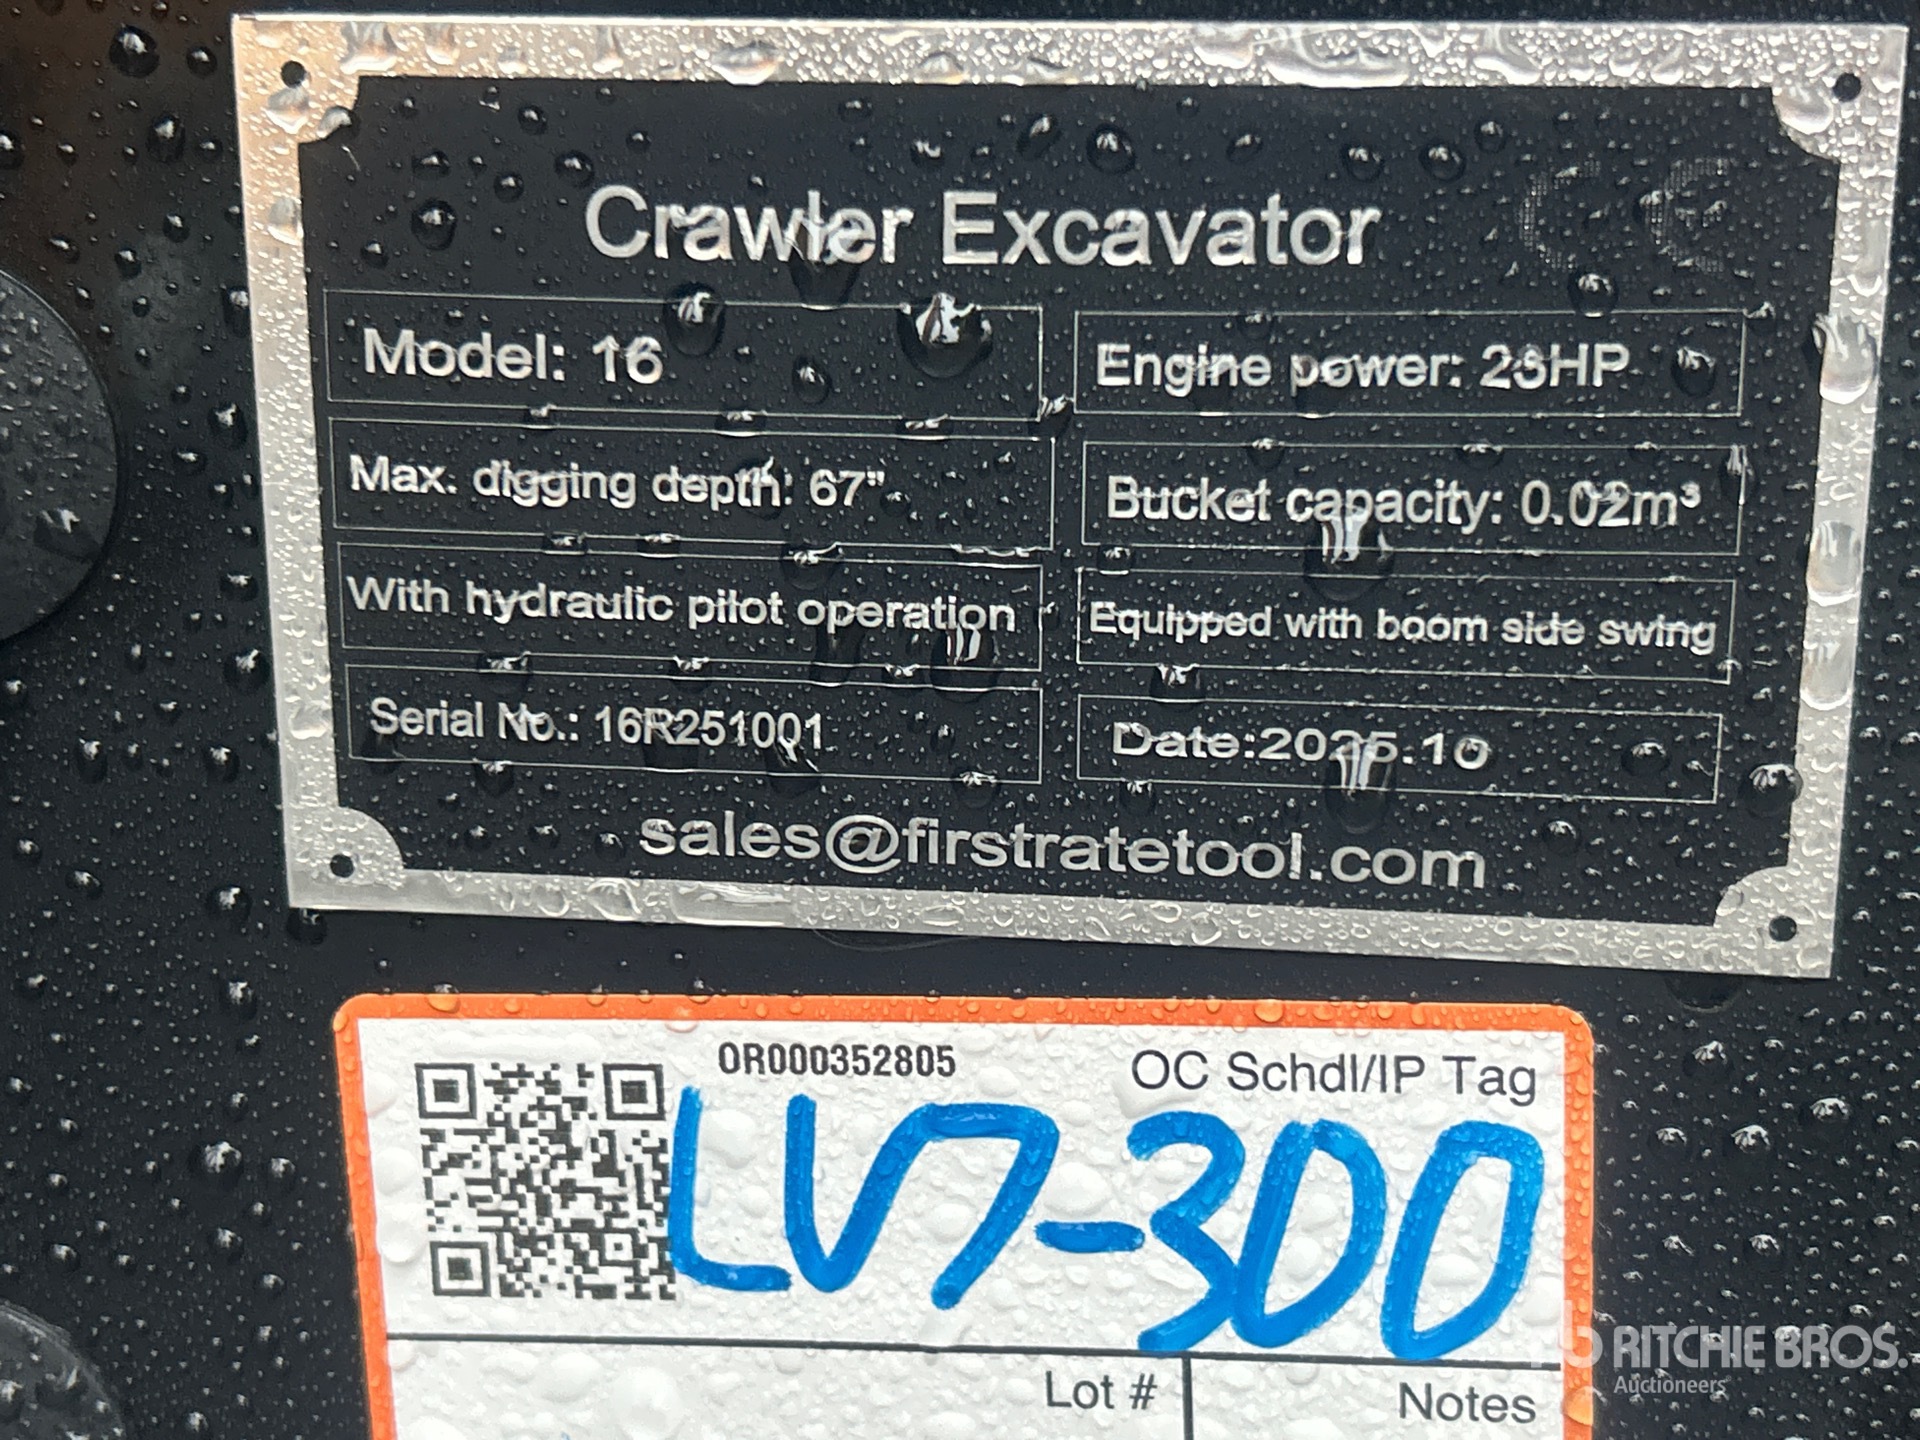 Crawler Excavator
Model: 16
Engine power: 23HP
Max. digging depth: 67"
Bucket capacity: 0.02m³
With hydraulic pilot operation
Equipped with boom side swing
Serial No.: 16R251001
Date:2025.10
sales@firstratetool.com
OR000352805
OC Schdl/IP Tag
LV7-300
Lot #
Notes
RITCHIE BROS.
Auctioneers